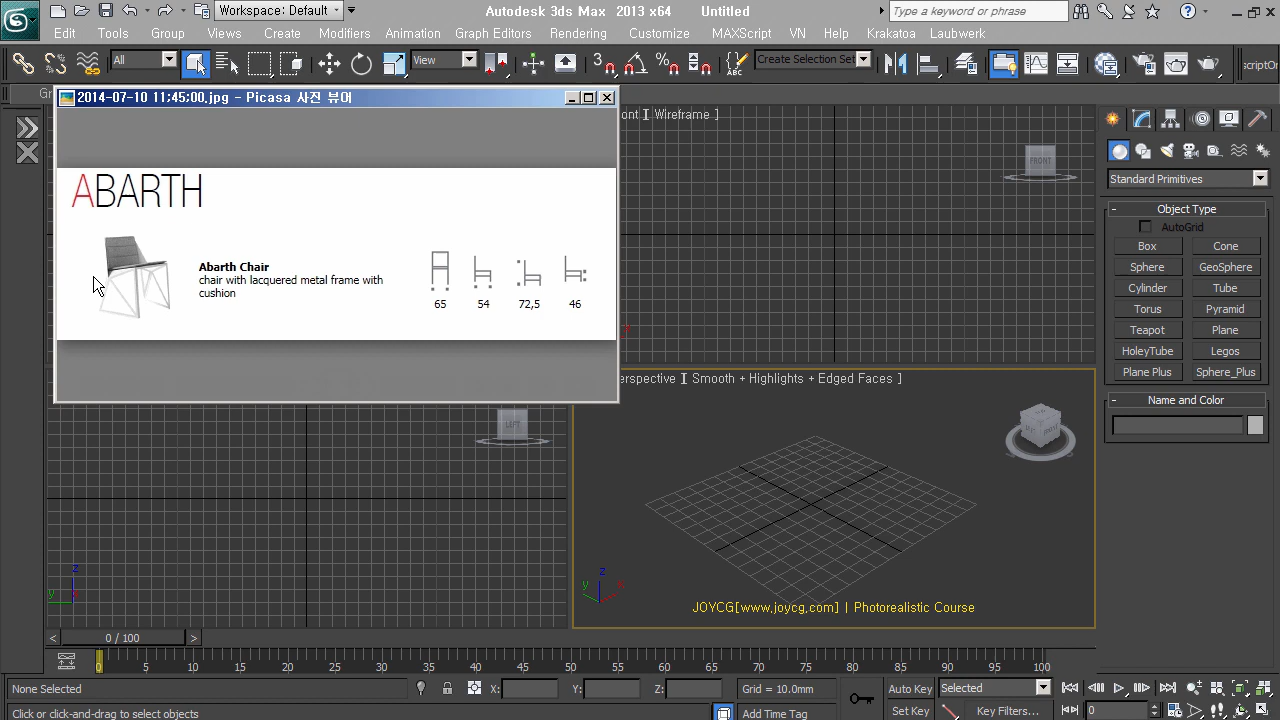 Workspace: Default
Autodesk 3ds Max 2013 x64 Untitled
Type a keyword or phrase
Edit Tools Group Views Create Modifiers Animation Graph Editors Rendering Customize MAXScript VN Help Krakatoa Laubwerk
All
View
Create Selection Set
2014-07-10 11:45:00.jpg - Picasa 사진 뷰어
ABARTH
Abarth Chair
chair with lacquered metal frame with
cushion
65 54 72,5 46
Wireframe ]
FRONT
Standard Primitives
Object Type
AutoGrid
Box Cone
Sphere GeoSphere
Cylinder Tube
Torus Pyramid
Teapot Plane
HoleyTube Legos
Plane Plus Sphere_Plus
Name and Color
LEFT
Smooth + Highlights + Edged Faces ]
z
y
z
y x
JOYCG[www.joycg.com] | Photorealistic Course
0 / 100
0 5 10 15 20 25 30 35 40 45 50 55 60 65 70 75 80 85 90 95 100
None Selected
X: Y: Z:
Grid = 10.0mm
Auto Key
Selected
Click or click-and-drag to select objects
Add Time Tag
Set Key
Key Filters...
0